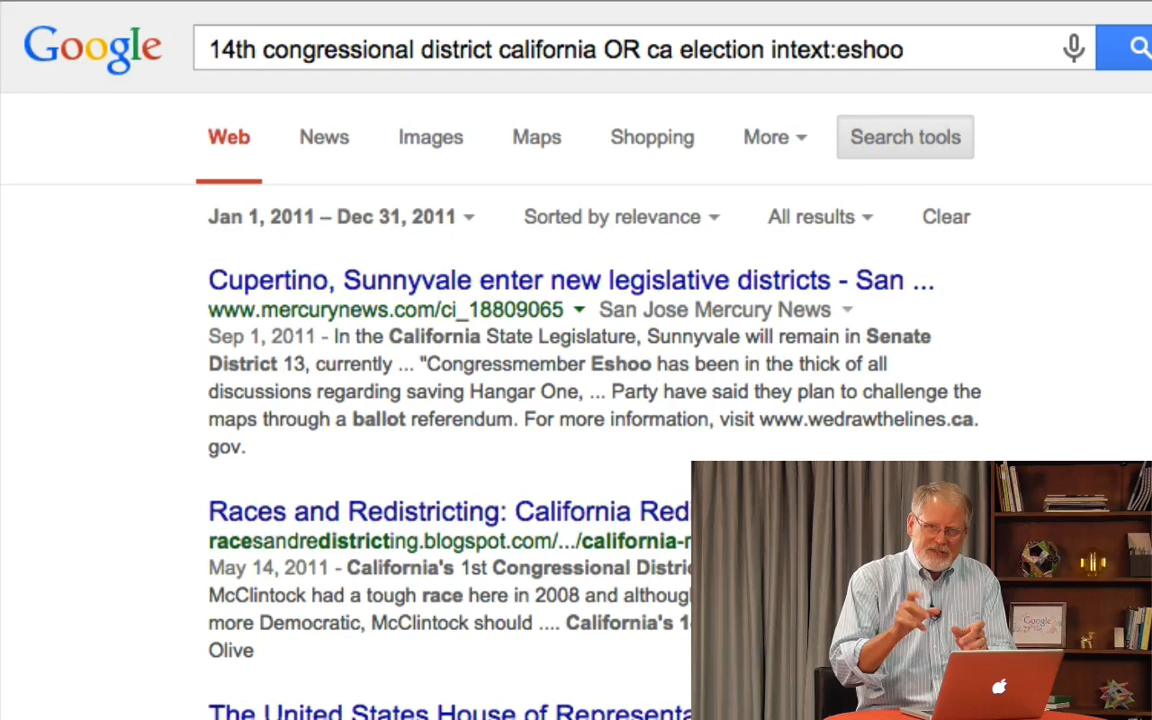 Google
14th congressional district california OR ca election intext:eshoo
Web News Images Maps Shopping More Search tools
Jan 1, 2011 – Dec 31, 2011 Sorted by relevance All results Clear
Cupertino, Sunnyvale enter new legislative districts - San ...
www.mercurynews.com/ci_18809065 San Jose Mercury News
Sep 1, 2011 - In the California State Legislature, Sunnyvale will remain in Senate
District 13, currently ... "Congressmember Eshoo has been in the thick of all
discussions regarding saving Hangar One, ... Party have said they plan to challenge the
maps through a ballot referendum. For more information, visit www.wedrawthelines.ca.
gov.
Races and Redistricting: California Red
racesandredistricting.blogspot.com/.../california-r
May 14, 2011 - California's 1st Congressional Distric
McClintock had a tough race here in 2008 and although
more Democratic, McClintock should .... California's 1
Olive
The United States House of Representa
Google